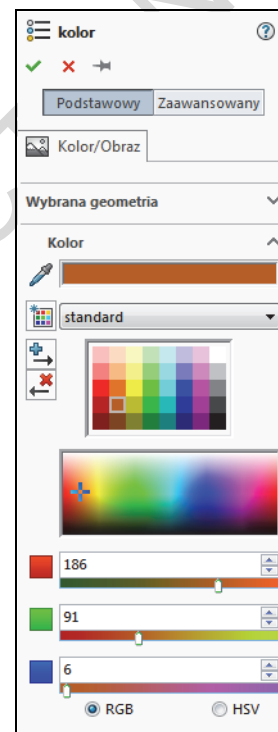 kolor
Podstawowy Zaawansowany
Kolor/Obraz
Wybrana geometria
Kolor
standard
186
91
6
RGB HSV